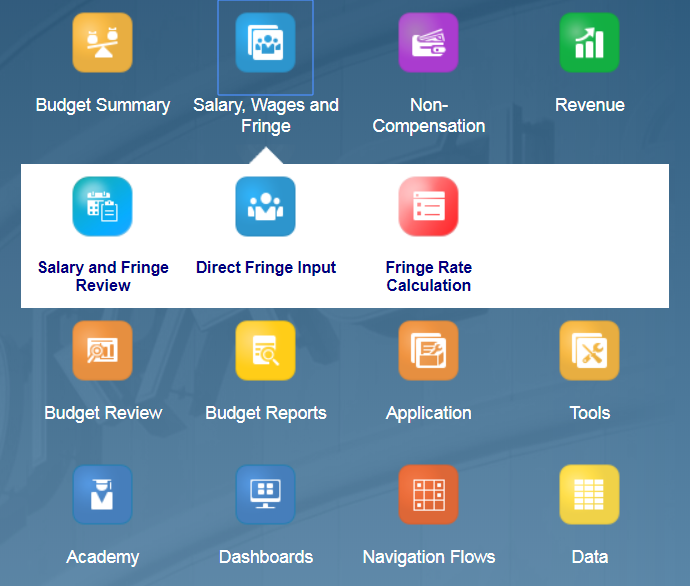 Budget Summary
Salary, Wages and
Fringe
Non-
Compensation
Revenue
Salary and Fringe
Review
Direct Fringe Input
Fringe Rate
Calculation
Budget Review
Budget Reports
Application
Tools
Academy
Dashboards
Navigation Flows
Data